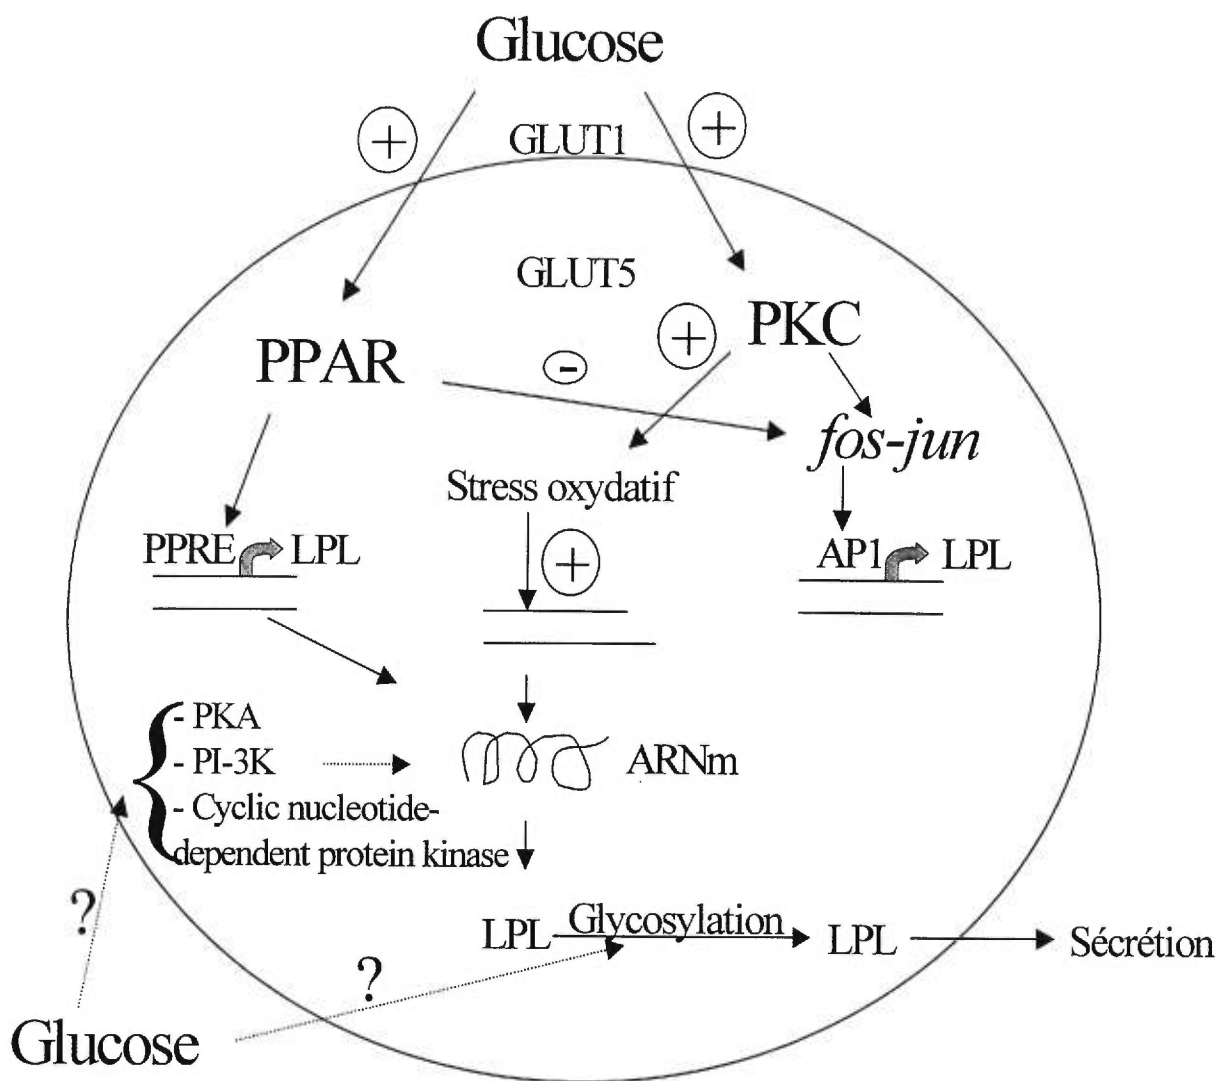 Glucose
+
+
GLUT1
GLUT5
PPAR
-
+
PKC
fos-jun
Stress oxydatif
PPRE
LPL
+
AP1
LPL
- PKA
- PI-3K
- Cyclic nucleotide-
dependent protein kinase
ARNm
LPL
Glycosylation
LPL
Sécrétion
?
?
Glucose